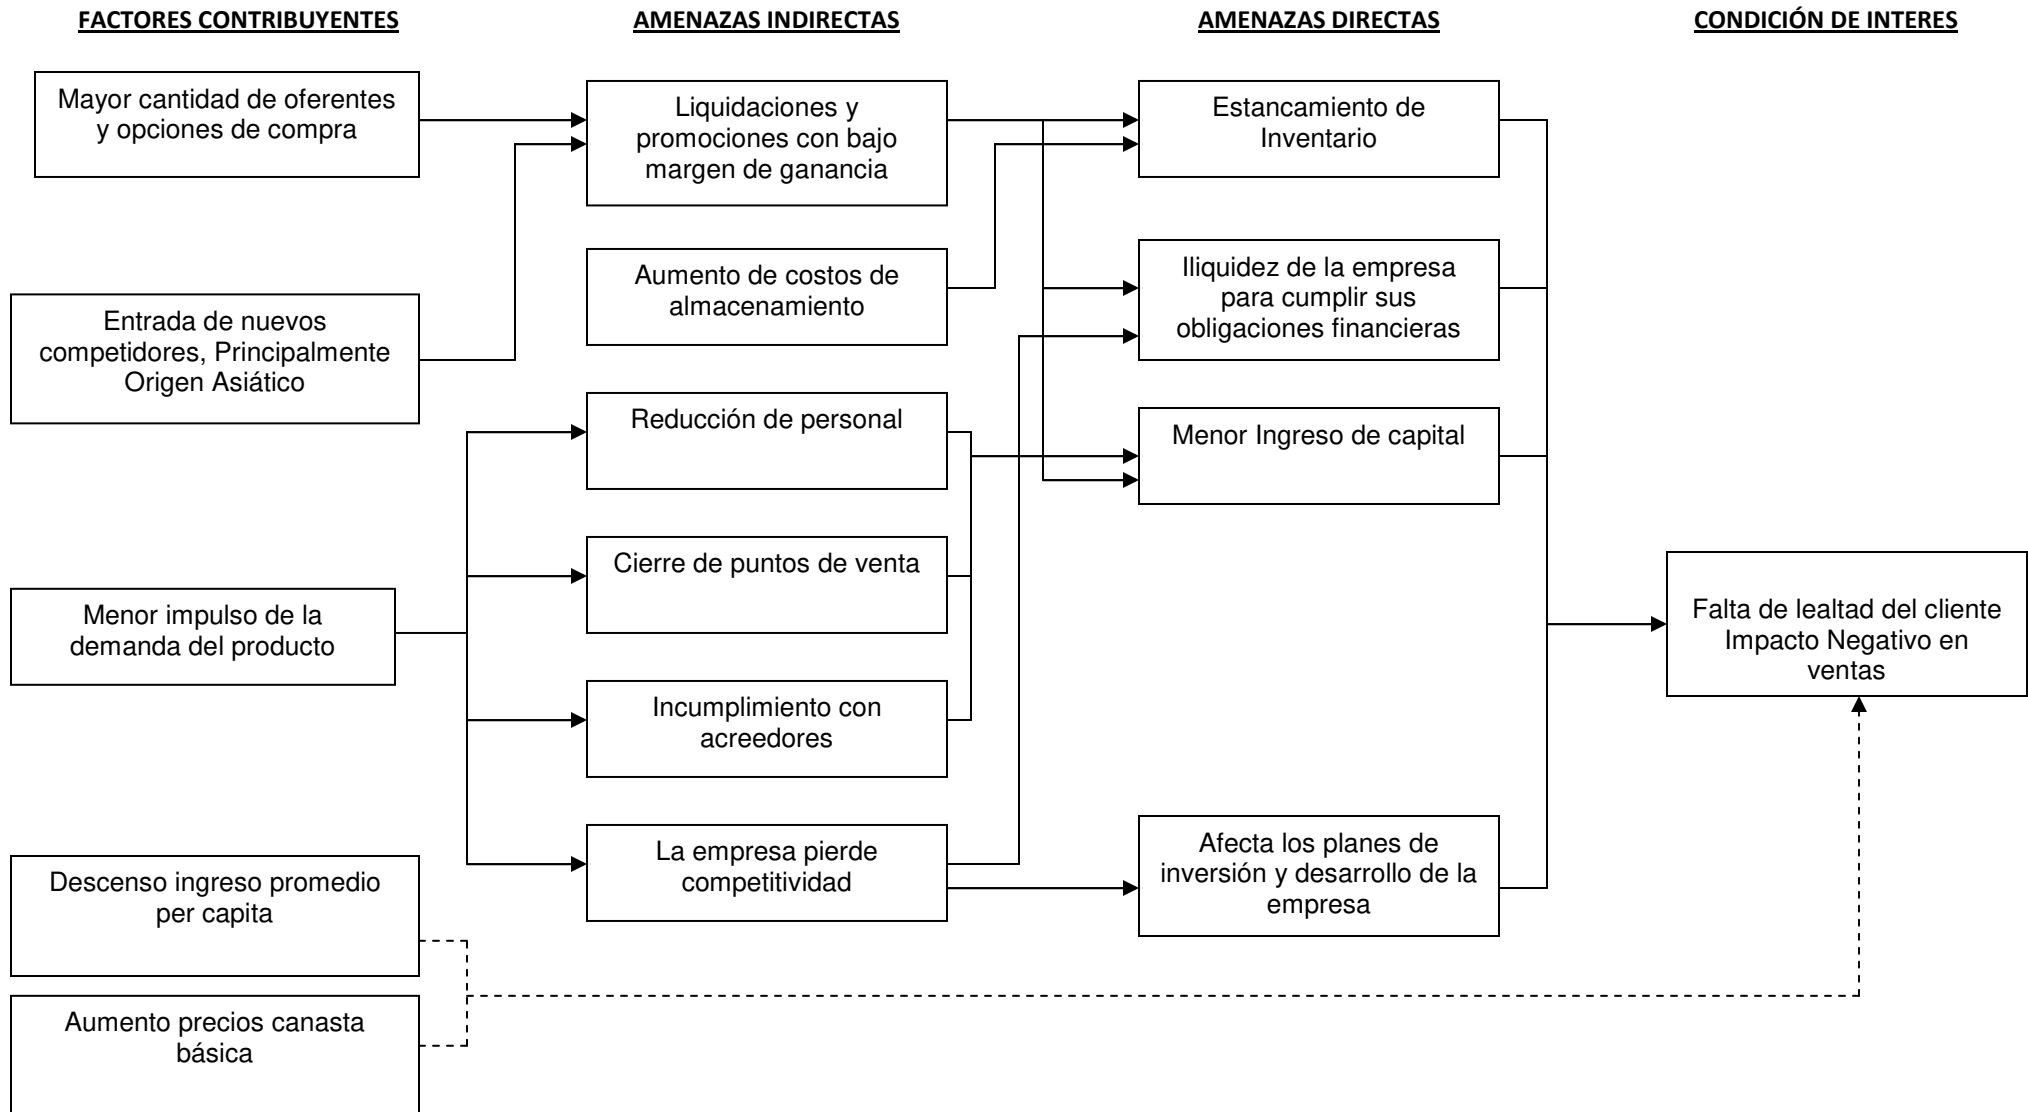 FACTORES CONTRIBUYENTES
AMENAZAS INDIRECTAS
AMENAZAS DIRECTAS
CONDICIÓN DE INTERES
Mayor cantidad de oferentes
y opciones de compra
Entrada de nuevos
competidores, Principalmente
Origen Asiático
Menor impulso de la
demanda del producto
Descenso ingreso promedio
per capita
Aumento precios canasta
básica
Liquidaciones y
promociones con bajo
margen de ganancia
Aumento de costos de
almacenamiento
Reducción de personal
Cierre de puntos de venta
Incumplimiento con
acreedores
La empresa pierde
competitividad
Estancamiento de
Inventario
Iliquidez de la empresa
para cumplir sus
obligaciones financieras
Menor Ingreso de capital
Afecta los planes de
inversión y desarrollo de la
empresa
Falta de lealtad del cliente
Impacto Negativo en
ventas